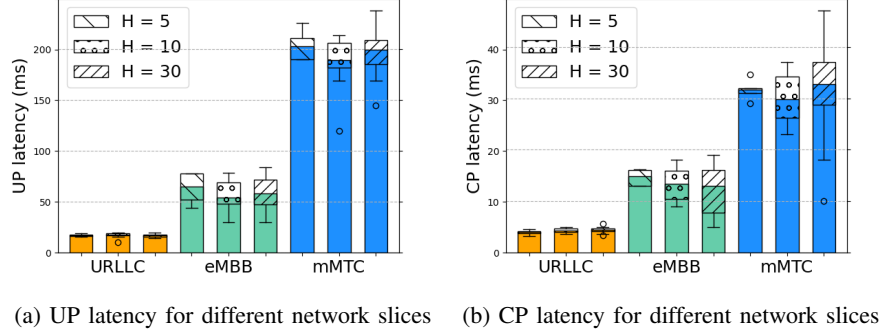 H = 5
H = 10
H = 30
UP latency (ms)
200
150
100
50
0
URLLC eMBB mMTC
H = 5
H = 10
H = 30
CP latency (ms)
40
30
20
10
0
URLLC eMBB mMTC
(a) UP latency for different network slices
(b) CP latency for different network slices